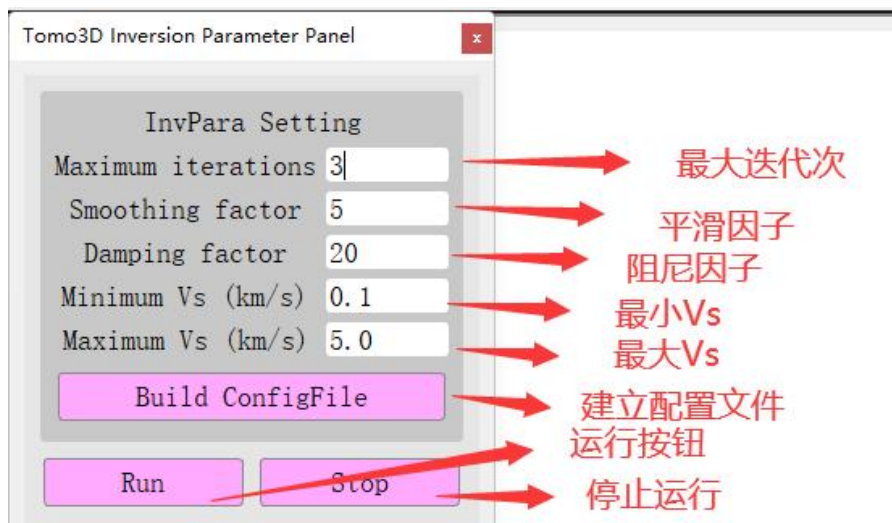 Tomo3D Inversion Parameter Panel
x
InvPara Setting
Maximum iterations 3 最大迭代次
Smoothing factor 5 平滑因子
Damping factor 20 阻尼因子
Minimum Vs (km/s) 0.1 最小Vs
Maximum Vs (km/s) 5.0 最大Vs
Build ConfigFile 建立配置文件
运行按钮
Run Stop 停止运行